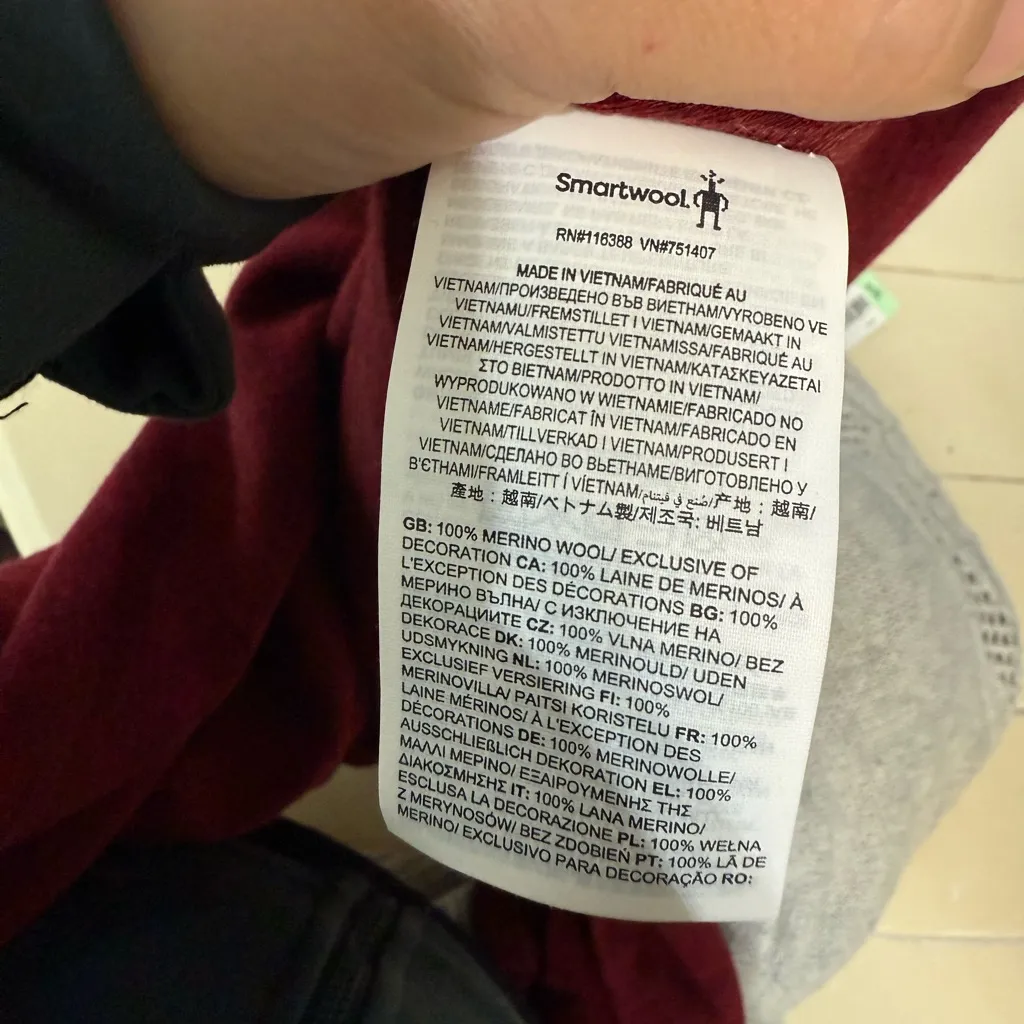 Smartwool
RN#116388 VN#751407
MADE IN VIETNAM/FABRIQUÉ AU
VIETNAM/ПРОИЗВЕДЕНО ВЪВ ВИЕТНАМ/VYROBENO VE
VIETNAMU/FREMSTILLET I VIETNAM/GEMAAKT IN
VIETNAM/VALMISTETTU VIETNAMISSA/FABRIQUÉ AU
VIETNAM/HERGESTELLT IN VIETNAM/ΚΑΤΑΣΚΕΥΑΖΕΤΑΙ
ΣΤΟ ΒΙΕΤΝΑΜ/PRODOTTO IN VIETNAM/
WYPRODUKOWANO W WIETNAMIE/FABRICADO NO
VIETNAME/FABRICAT ÎN VIETNAM/FABRICADO EN
VIETNAM/TILLVERKAD I VIETNAM/PRODUSERT I
VIETNAM/СДЕЛАНО ВО ВЬЕТНАМЕ/ВИГОТОВЛЕНО У
В'ЄТНАМІ/FRAMLEITT Í VÍETNAM/صُنع في فيتنام/产地：越南/
產地：越南/ベトナム製/제조국: 베트남
GB: 100% MERINO WOOL/ EXCLUSIVE OF
DECORATION CA: 100% LAINE DE MERINOS/ À
L'EXCEPTION DES DÉCORATIONS BG: 100%
МЕРИНО ВЪЛНА/ С ИЗКЛЮЧЕНИЕ НА
ДЕКОРАЦИИТЕ CZ: 100% VLNA MERINO/ BEZ
DEKORACE DK: 100% MERINOULD/ UDEN
UDSMYKNING NL: 100% MERINOSWOL/
EXCLUSIEF VERSIERING FI: 100%
MERINOVILLA/ PAITSI KORISTELU FR: 100%
LAINE MÉRINOS/ À L'EXCEPTION DES
DÉCORATIONS DE: 100% MERINOWOLLE/
AUSSCHLIEßLICH DEKORATION EL: 100%
ΜΑΛΛΙ ΜΕΡΙΝΟ/ ΕΞΑΙΡΟΥΜΕΝΗΣ ΤΗΣ
ΔΙΑΚΟΣΜΗΣΗΣ IT: 100% LANA MERINO/
ESCLUSA LA DECORAZIONE PL: 100% WEŁNA
Z MERYNOSÓW/ BEZ ZDOBIEŃ PT: 100% LÃ DE
MERINO/ EXCLUSIVO PARA DECORAÇÃO RO: